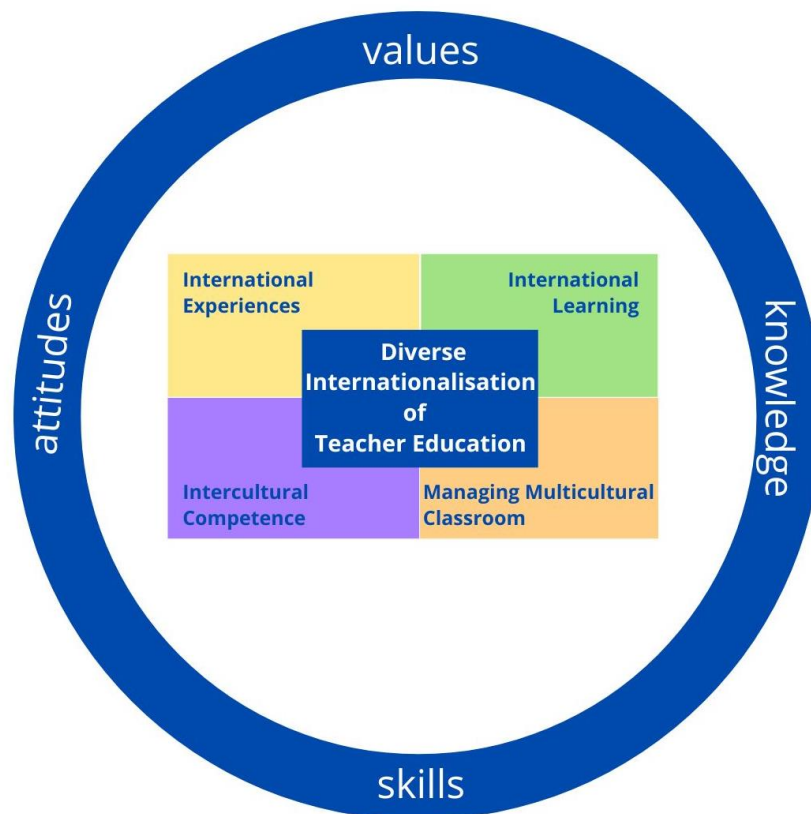 values
International
Experiences
International
Learning
attitudes
Diverse
Internationalisation
of
Teacher Education
knowledge
Intercultural
Competence
Managing Multicultural
Classroom
skills